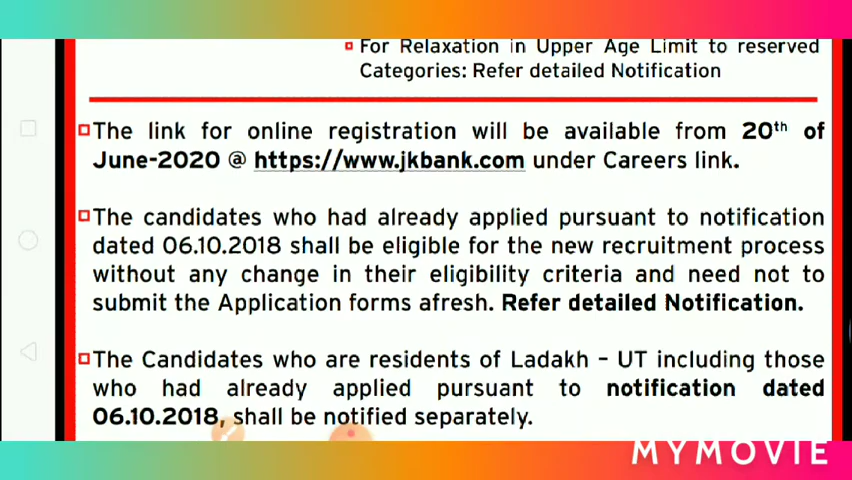 For Relaxation in Upper Age Limit to reserved
Categories: Refer detailed Notification
The link for online registration will be available from 20th of
June-2020 @ https://www.jkbank.com under Careers link.
The candidates who had already applied pursuant to notification
dated 06.10.2018 shall be eligible for the new recruitment process
without any change in their eligibility criteria and need not to
submit the Application forms afresh. Refer detailed Notification.
The Candidates who are residents of Ladakh – UT including those
who had already applied pursuant to notification dated
06.10.2018, shall be notified separately.
MYMOVIE